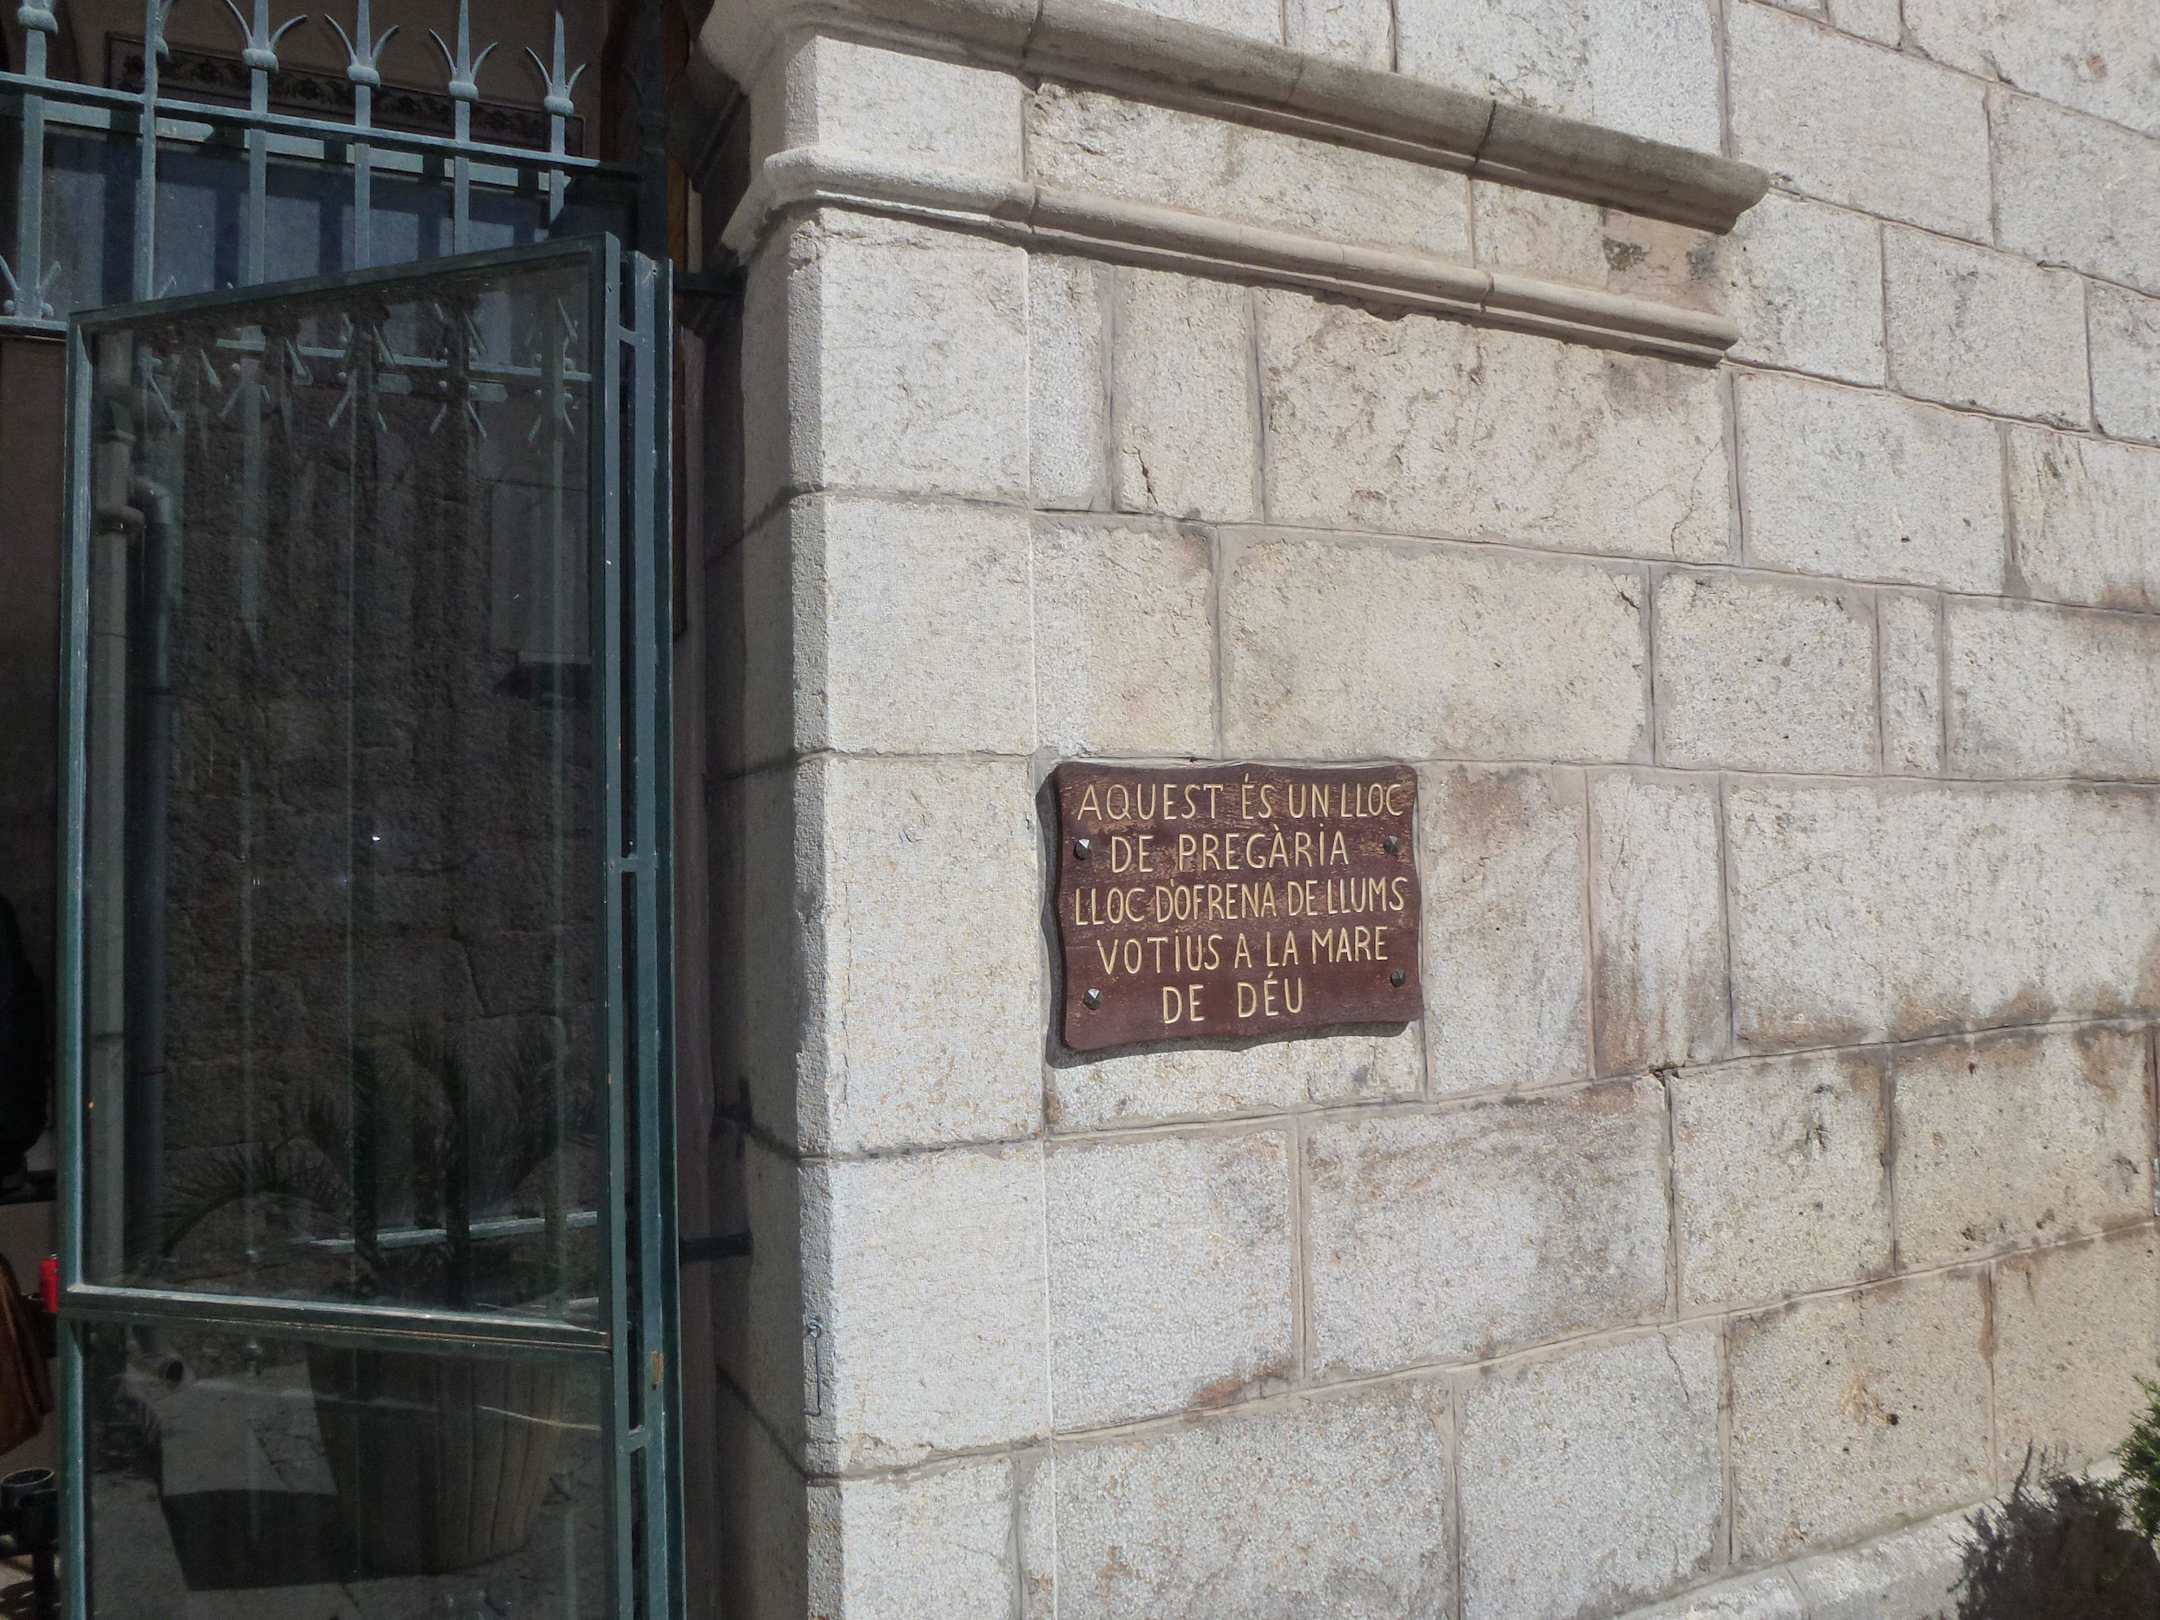 AQUEST ÉS UN LLOC
DE PREGÀRIA
LLOC D'OFRENA DE LLUMS
VOTIUS A LA MARE
DE DÉU